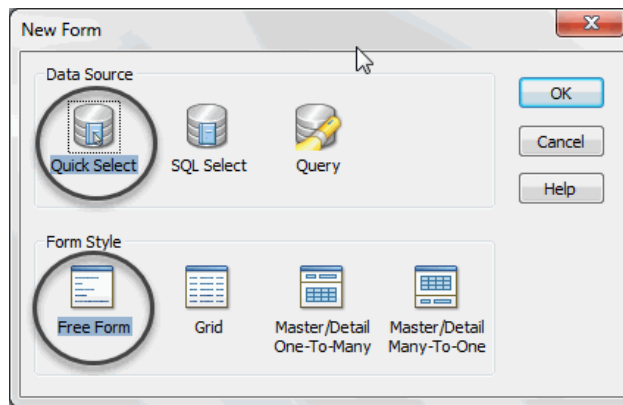 New Form
Data Source
Quick Select
SQL Select
Query
OK
Cancel
Help
Form Style
Free Form
Grid
Master/Detail
One-To-Many
Master/Detail
Many-To-One